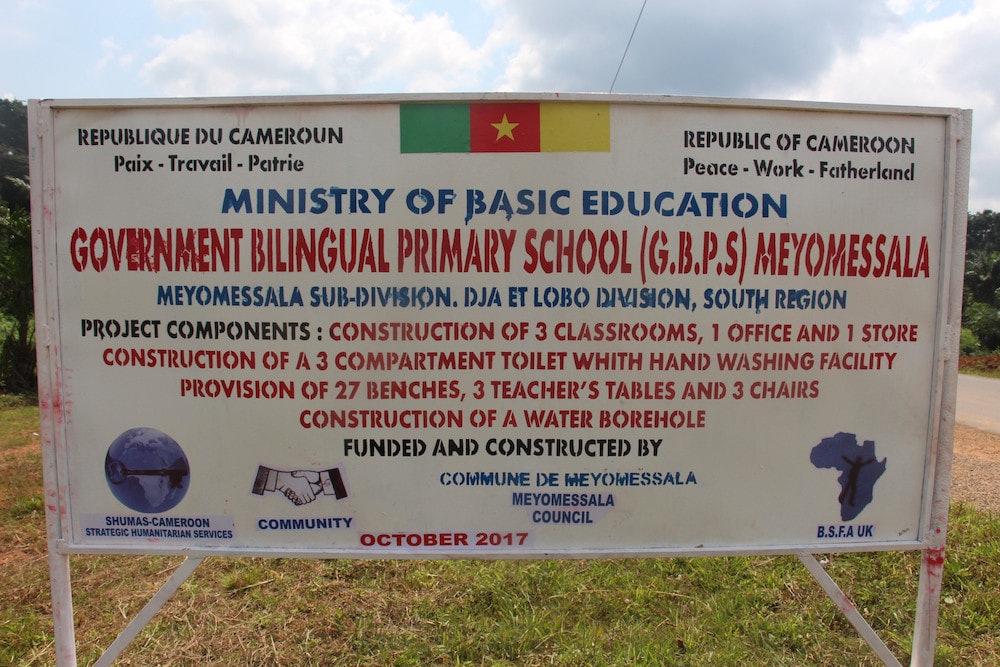 REPUBLIQUE DU CAMEROUN
Paix - Travail - Patrie
REPUBLIC OF CAMEROON
Peace - Work - Fatherland
MINISTRY OF BASIC EDUCATION
GOVERNMENT BILINGUAL PRIMARY SCHOOL (G.B.P.S) MEYOMESSALA
MEYOMESSALA SUB-DIVISION. DJA ET LOBO DIVISION, SOUTH REGION
PROJECT COMPONENTS : CONSTRUCTION OF 3 CLASSROOMS, 1 OFFICE AND 1 STORE
CONSTRUCTION OF A 3 COMPARTMENT TOILET WHITH HAND WASHING FACILITY
PROVISION OF 27 BENCHES, 3 TEACHER'S TABLES AND 3 CHAIRS
CONSTRUCTION OF A WATER BOREHOLE
FUNDED AND CONSTRUCTED BY
SHUMAS-CAMEROON
STRATEGIC HUMANITARIAN SERVICES
COMMUNITY
COMMUNE DE MEYOMESSALA
MEYOMESSALA
COUNCIL
B.S.F.A UK
OCTOBER 2017